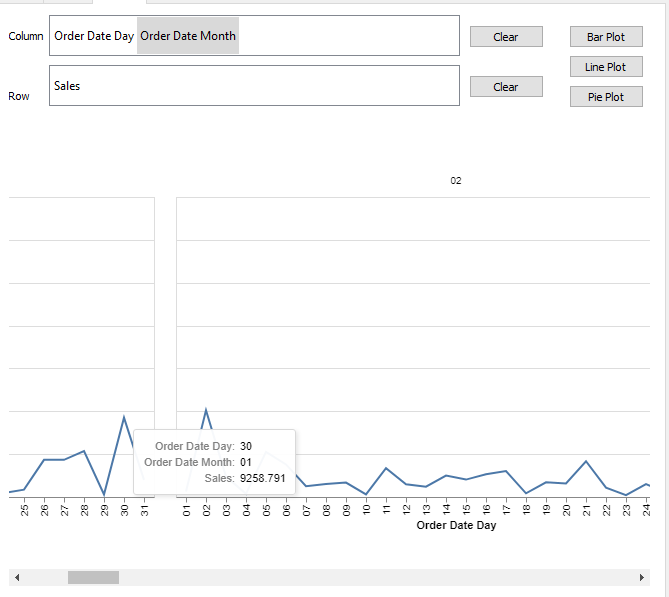 Column
Order Date Day Order Date Month
Clear
Bar Plot
Line Plot
Row
Sales
Clear
Pie Plot
02
Order Date Day: 30
Order Date Month: 01
Sales: 9258.791
25 26 27 28 29 30 31 01 02 03 04 05 06 07 08 09 10 11 12 13 14 15 16 17 18 19 20 21 22 23 24
Order Date Day